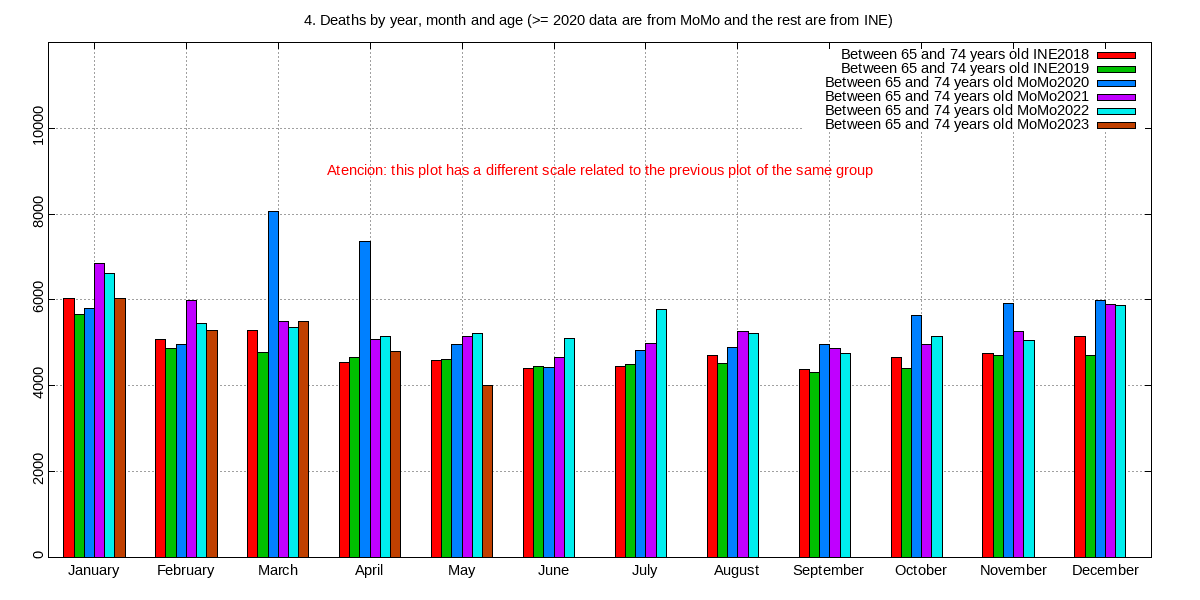 4. Deaths by year, month and age (>= 2020 data are from MoMo and the rest are from INE)
Between 65 and 74 years old INE2018
Between 65 and 74 years old INE2019
Between 65 and 74 years old MoMo2020
Between 65 and 74 years old MoMo2021
Between 65 and 74 years old MoMo2022
Between 65 and 74 years old MoMo2023
Atencion: this plot has a different scale related to the previous plot of the same group
10000
8000
6000
4000
2000
0
January February March April May June July August September October November December